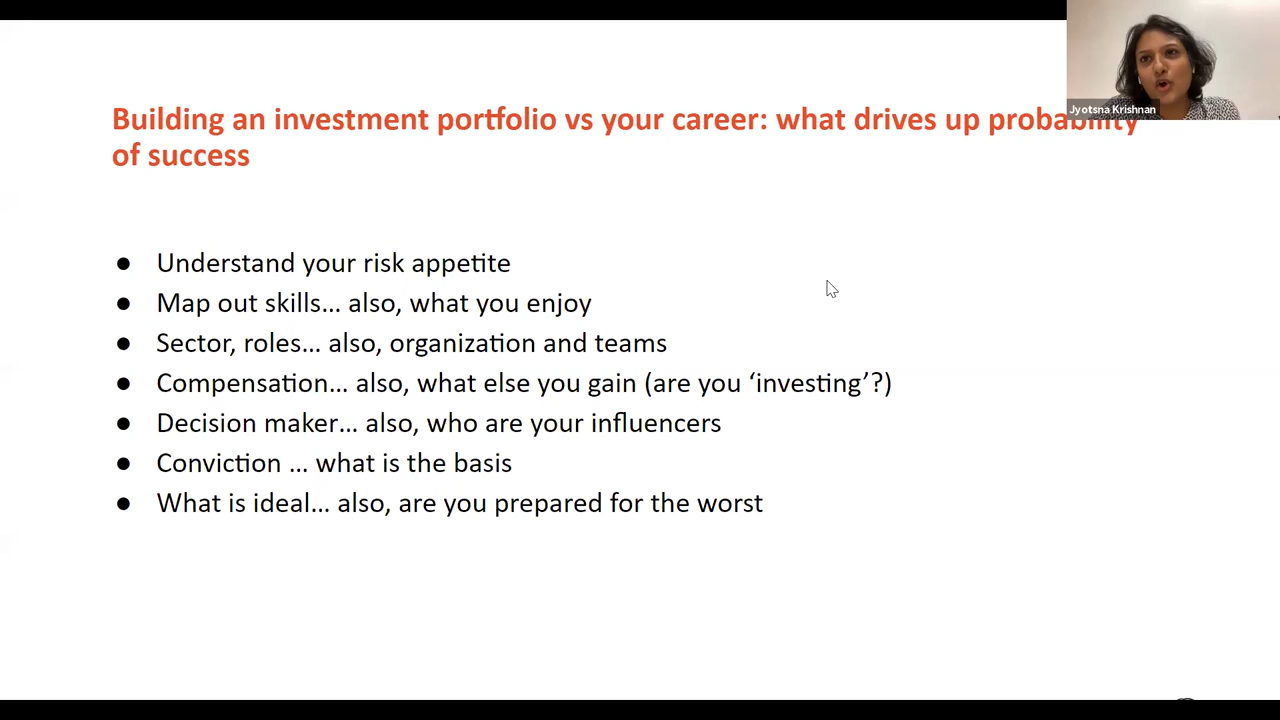 Jyotsna Krishnan
Building an investment portfolio vs your career: what drives up probability
of success
● Understand your risk appetite
● Map out skills… also, what you enjoy
● Sector, roles… also, organization and teams
● Compensation… also, what else you gain (are you ‘investing’?)
● Decision maker… also, who are your influencers
● Conviction … what is the basis
● What is ideal… also, are you prepared for the worst